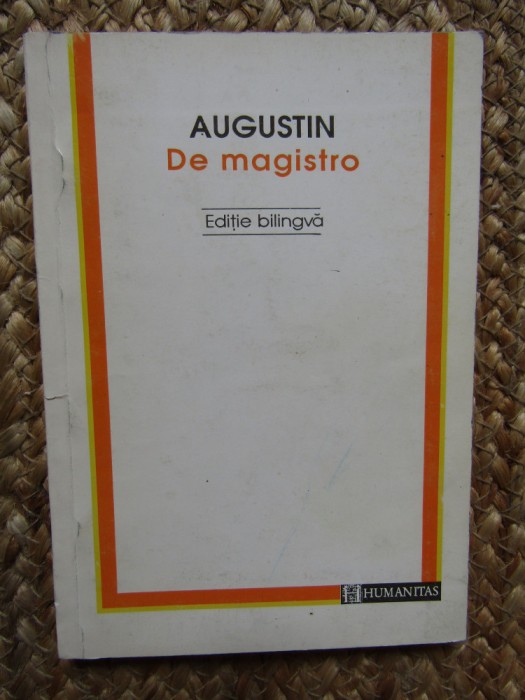 AUGUSTIN
De magistro
Ediție bilingvă
HUMANITAS